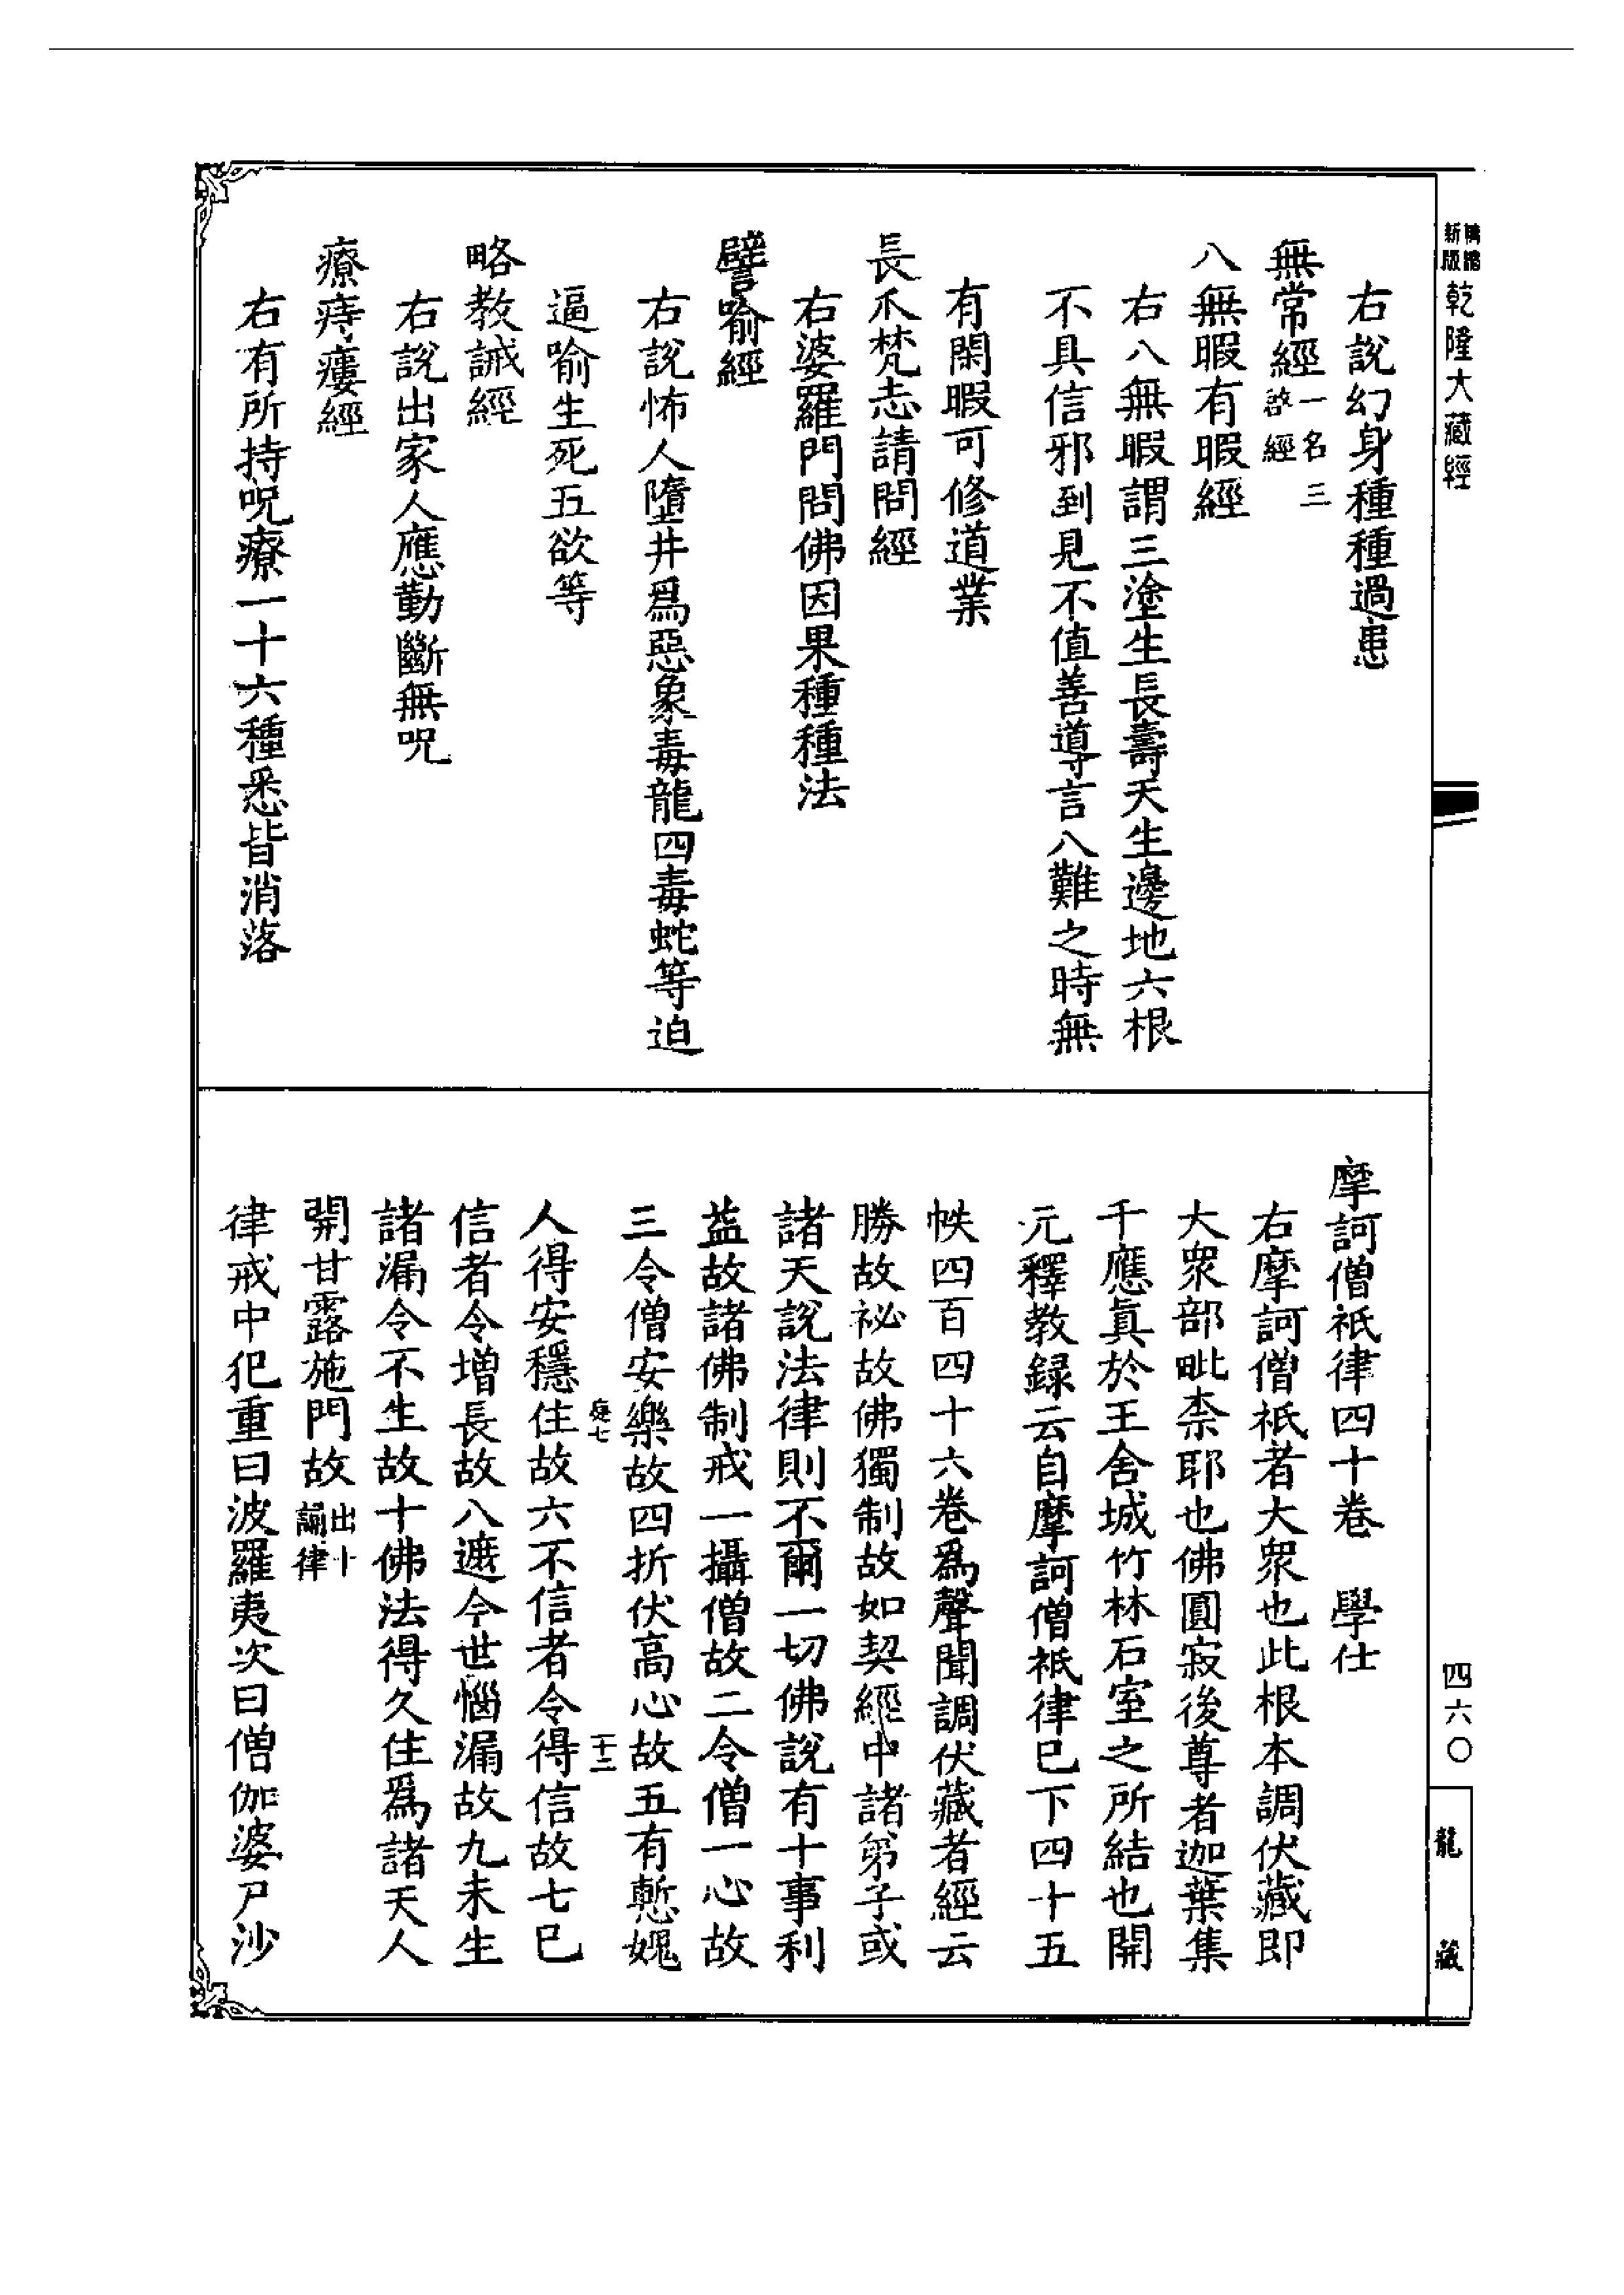 精縮新版乾隆大藏經
右說幻身種種過患
無常經一名三啓經
八無暇有暇經
右八無暇謂三塗生長壽天生邊地六根
不具信邪到見不值善導言八難之時無
有閑暇可修道業
長爪梵志請問經
右婆羅門問佛因果種種法
譬喻經
右說怖人墮井爲惡象毒龍四毒蛇等迫
逼喻生死五欲等
略教誡經
右說出家人應勤斷無呪
療痔瘻經
右有所持呪療一十六種悉皆消落
摩訶僧祇律四十卷　學仕
右摩訶僧祇者大衆也此根本調伏藏即
大衆部毗柰耶也佛圓寂後尊者迦葉集
千應眞於王舍城竹林石室之所結也開
元釋教録云自摩訶僧祇律已下四十五
帙四百四十六卷爲聲聞調伏藏者經云
勝故祕故佛獨制故如契經中諸弟子或
諸天說法律則不爾一切佛說有十事利
益故諸佛制戒一攝僧故二令僧一心故
三令僧安樂故四折伏高心故五有慙媿
人得安穩住故六不信者令得信故七已
信者令增長故八遮今世惱漏故九未生
諸漏令不生故十佛法得久住爲諸天人
開甘露施門故出十誦律
律戒中犯重曰波羅夷次曰僧伽婆尸沙
四六〇
龍藏